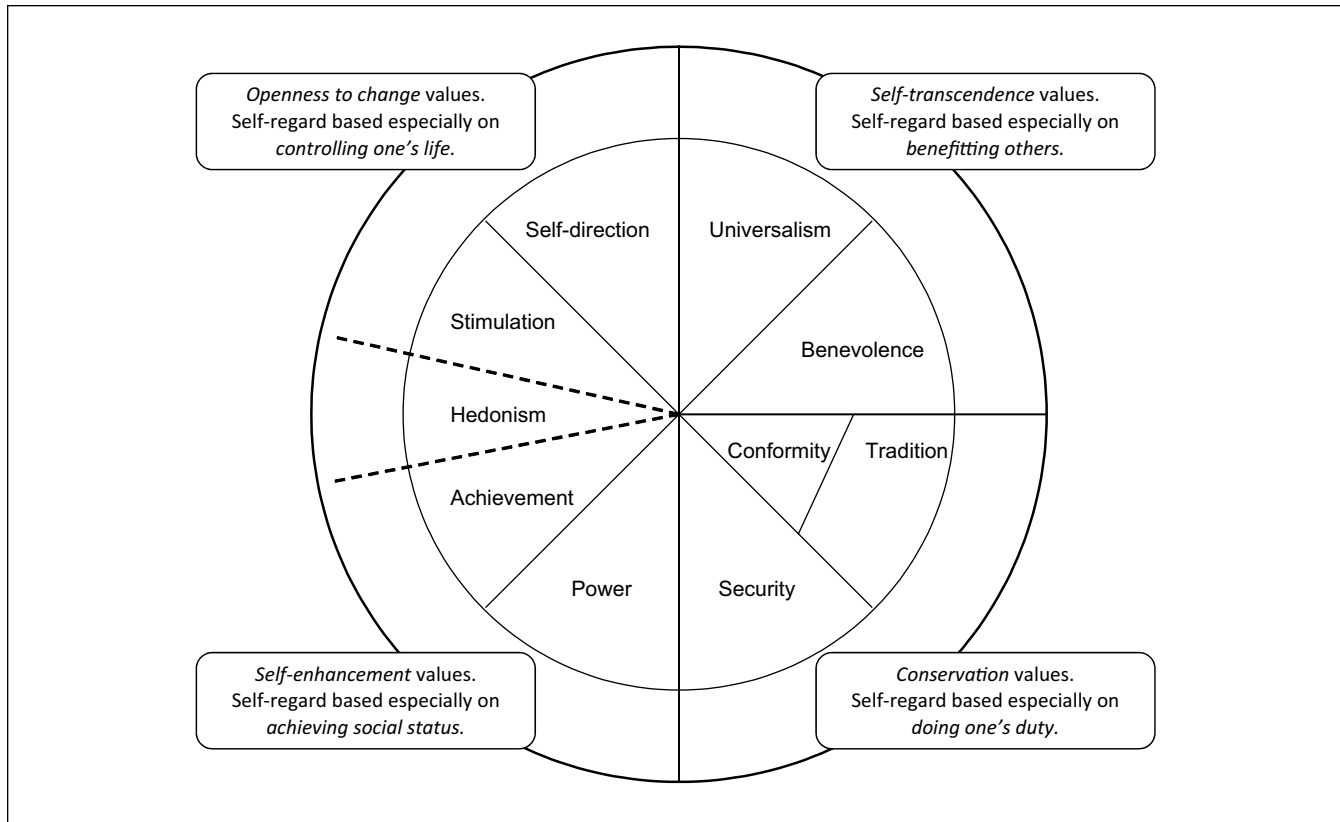 Openness to change values.
Self-regard based especially on
controlling one's life.
Self-transcendence values.
Self-regard based especially on
benefitting others.
Self-direction
Universalism
Stimulation
Benevolence
Hedonism
Conformity
Tradition
Achievement
Power
Security
Self-enhancement values.
Self-regard based especially on
achieving social status.
Conservation values.
Self-regard based especially on
doing one's duty.